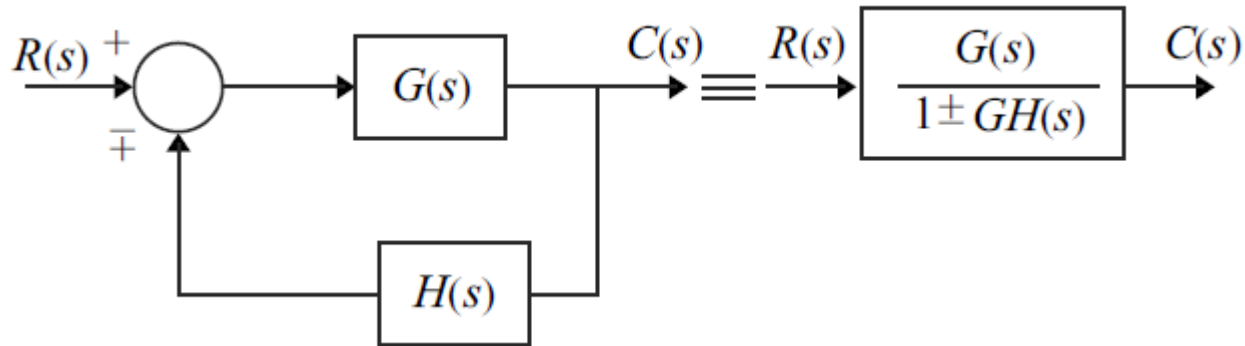 R(s)
+
∓
G(s)
C(s)
H(s)
≡
R(s)
G(s)
1 ± GH(s)
C(s)